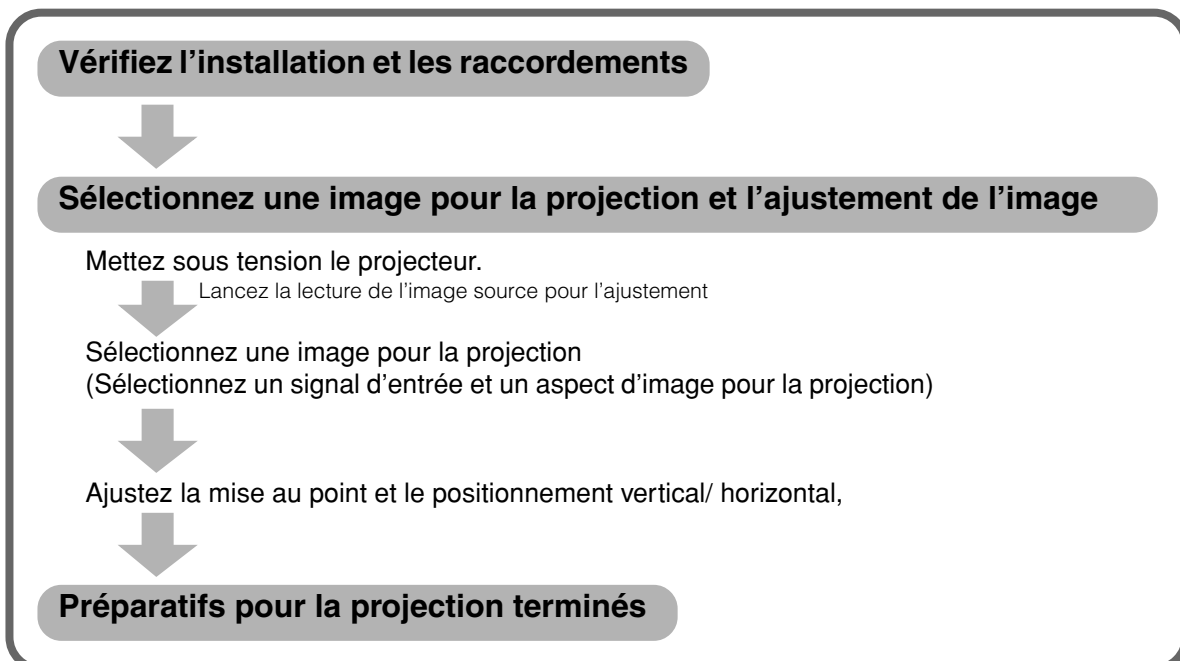 Vérifiez l’installation et les raccordements
Sélectionnez une image pour la projection et l’ajustement de l’image
Mettez sous tension le projecteur.
Lancez la lecture de l’image source pour l’ajustement
Sélectionnez une image pour la projection
(Sélectionnez un signal d’entrée et un aspect d’image pour la projection)
Ajustez la mise au point et le positionnement vertical/ horizontal,
Préparatifs pour la projection terminés